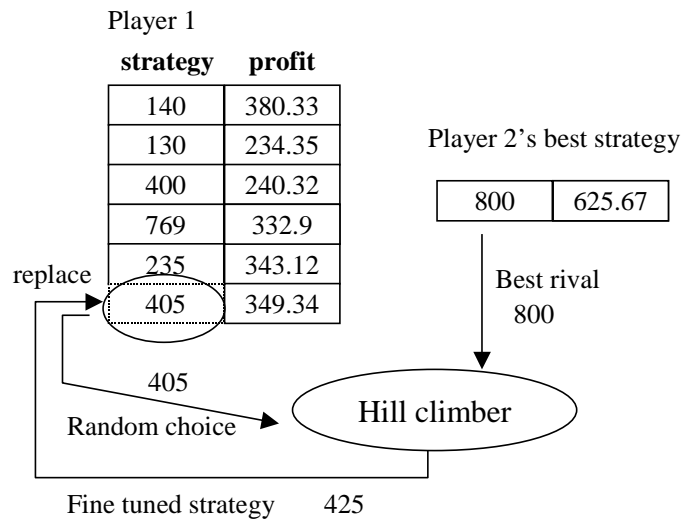 Player 1
strategy profit
140 380.33
130 234.35
400 240.32
769 332.9
235 343.12
405 349.34
Player 2's best strategy
800 625.67
replace
Best rival
800
405
Random choice
Hill climber
Fine tuned strategy 425